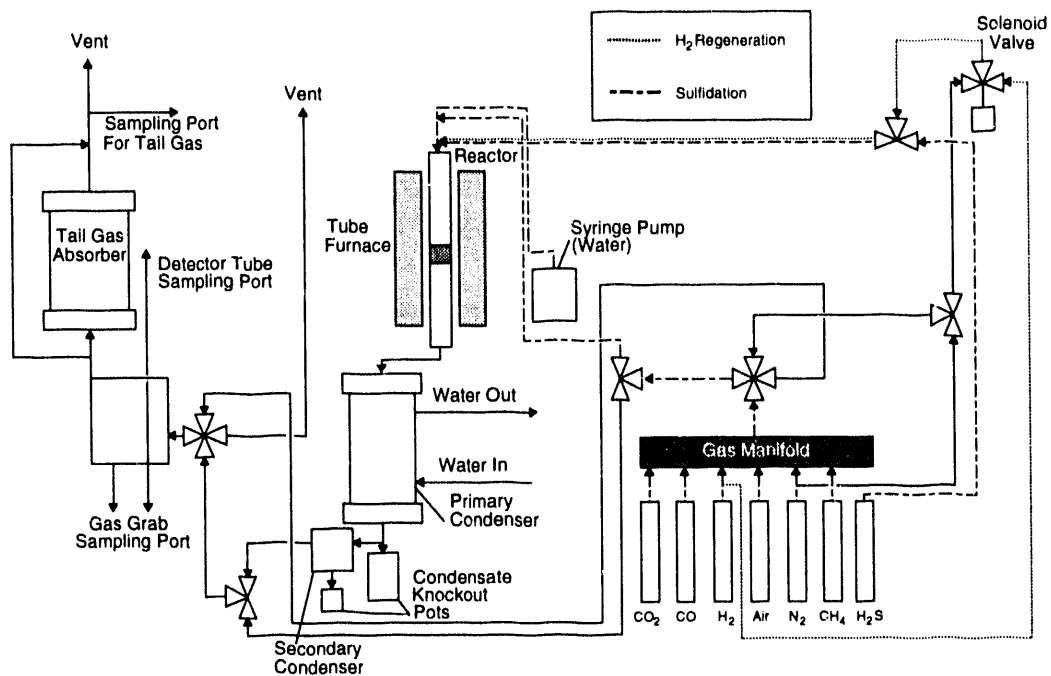 Solenoid
Valve
H₂ Regeneration
Sulfidation
Vent
Sampling Port
For Tail Gas
Vent
Reactor
Tube
Furnace
Syringe Pump
(Water)
Tail Gas
Absorber
Detector Tube
Sampling Port
Water Out
Water In
Primary
Condenser
Gas Manifold
Gas Grab
Sampling Port
Condensate
Knockout
Pots
Secondary
Condenser
CO₂ CO H₂ Air N₂ CH₄ H₂S